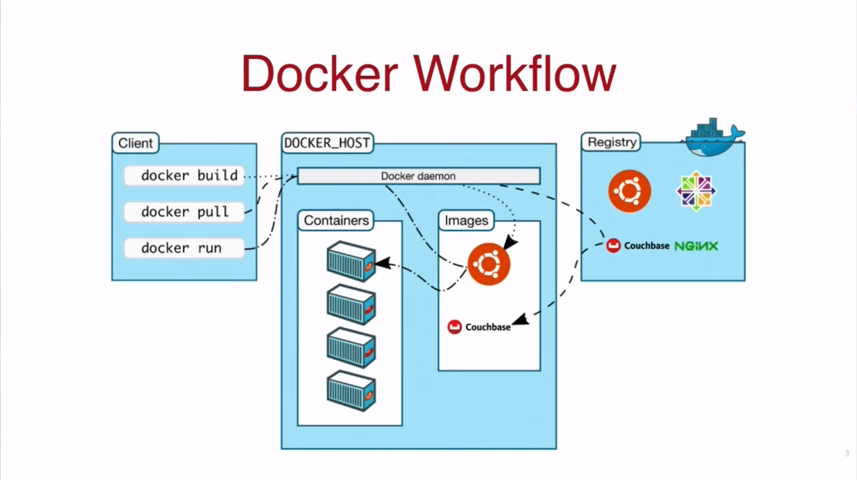 Docker Workflow
Client
docker build
docker pull
docker run
DOCKER_HOST
Docker daemon
Containers
Images
Couchbase
Registry
Couchbase NGINX
3